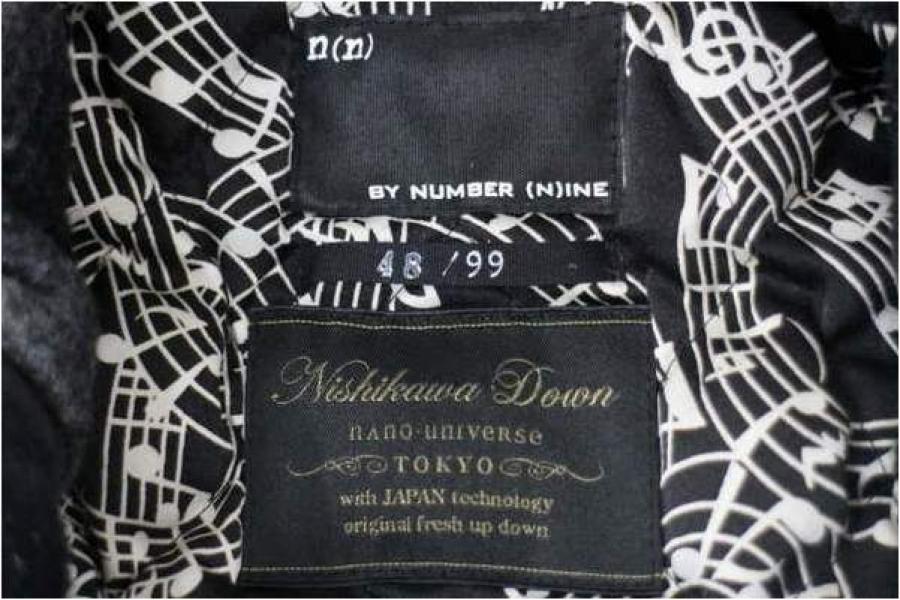 n(n)
BY NUMBER (N)INE
48 /99
Nishikawa Down
nano·universe
TOKYO
with JAPAN technology
original fresh up down